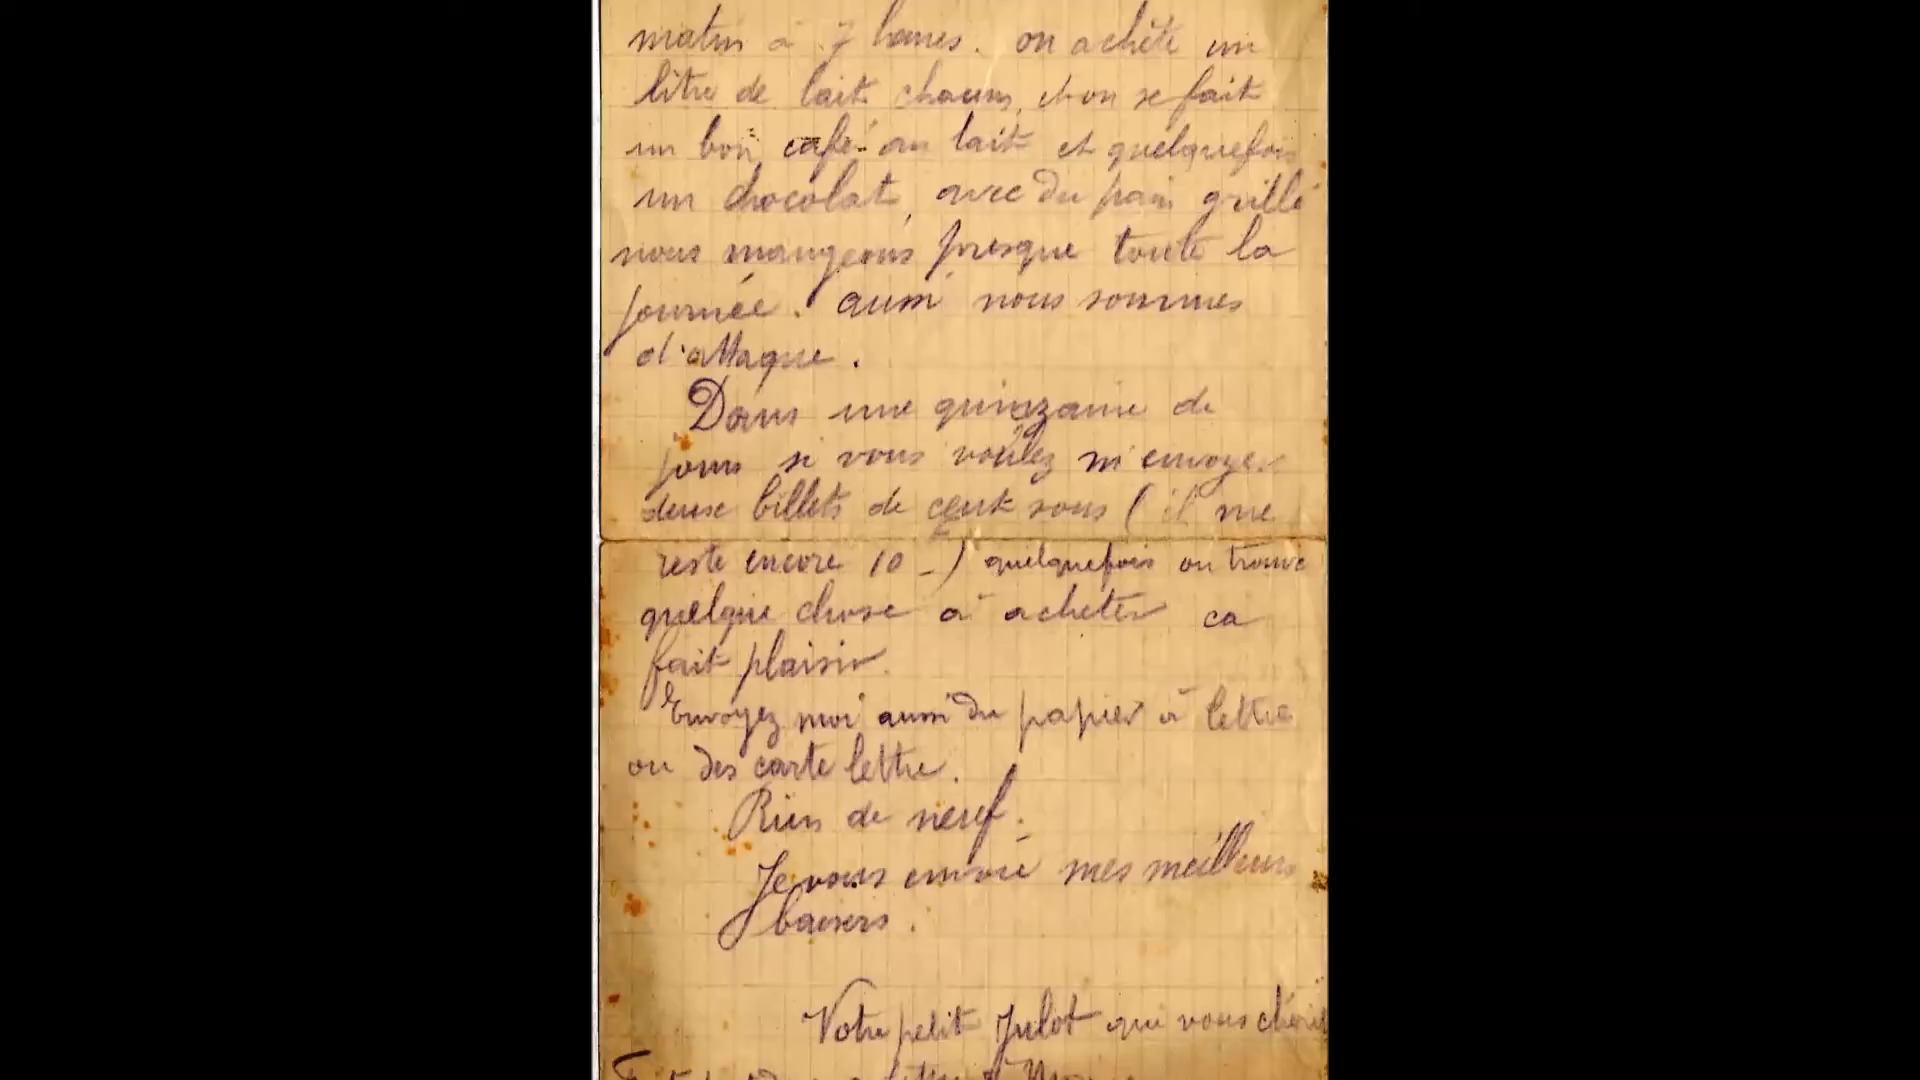 matin à 7 heures. on achète un
litre de lait chacun, et on se fait
un bon café au lait et quelquefois
un chocolat, avec du pain grillé
nous mangeons presque toute la
journée. aussi nous sommes
d'attaque.
Dans une quinzaine de
jours si vous voulez m'envoyer
deux billets de cent sous (il me
reste encore 10 -) quelquefois on trouve
quelque chose à acheter ca
fait plaisir.
Envoyez moi aussi du papier à lettre
ou des carte lettre.
Rien de neuf.
Je vous envoie mes meilleurs
baisers.
Votre petit Julot qui vous chérit